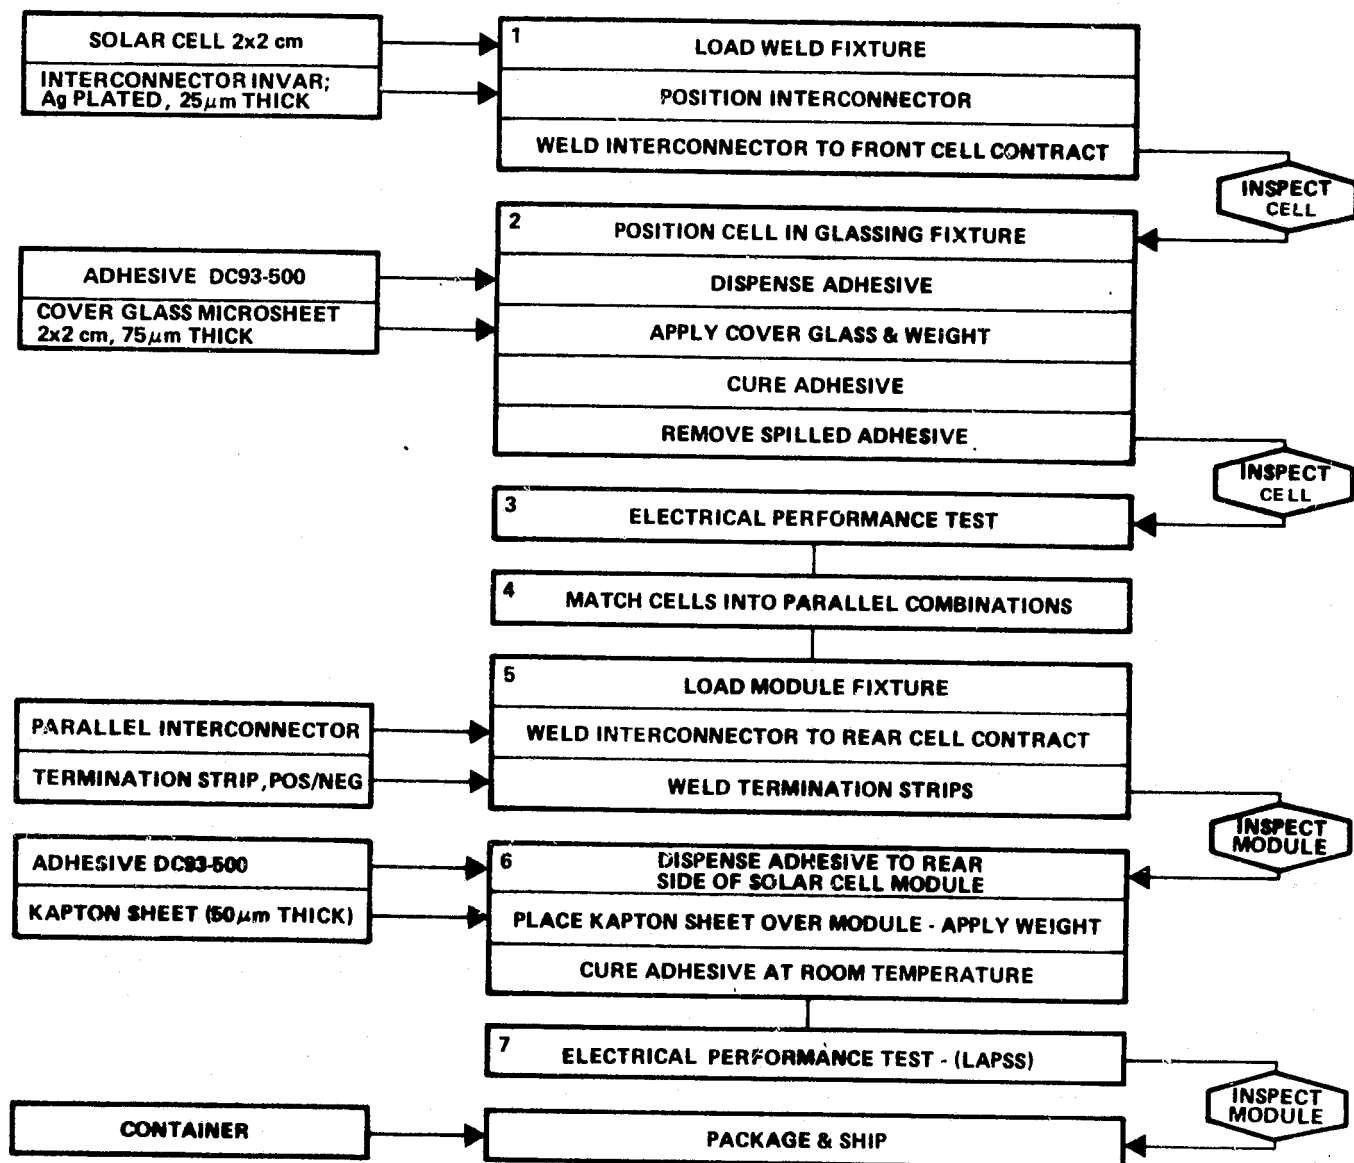 SOLAR CELL 2x2 cm
INTERCONNECTOR INVAR;
Ag PLATED, 25µm THICK
1
LOAD WELD FIXTURE
POSITION INTERCONNECTOR
WELD INTERCONNECTOR TO FRONT CELL CONTRACT
INSPECT
CELL
2
POSITION CELL IN GLASSING FIXTURE
ADHESIVE DC93-500
COVER GLASS MICROSHEET
2x2 cm, 75µm THICK
DISPENSE ADHESIVE
APPLY COVER GLASS & WEIGHT
CURE ADHESIVE
REMOVE SPILLED ADHESIVE
INSPECT
CELL
3
ELECTRICAL PERFORMANCE TEST
4
MATCH CELLS INTO PARALLEL COMBINATIONS
5
LOAD MODULE FIXTURE
PARALLEL INTERCONNECTOR
TERMINATION STRIP, POS/NEG
WELD INTERCONNECTOR TO REAR CELL CONTRACT
WELD TERMINATION STRIPS
INSPECT
MODULE
ADHESIVE DC93-500
KAPTON SHEET (50µm THICK)
6
DISPENSE ADHESIVE TO REAR
SIDE OF SOLAR CELL MODULE
PLACE KAPTON SHEET OVER MODULE - APPLY WEIGHT
CURE ADHESIVE AT ROOM TEMPERATURE
7
ELECTRICAL PERFORMANCE TEST - (LAPSS)
INSPECT
MODULE
CONTAINER
PACKAGE & SHIP